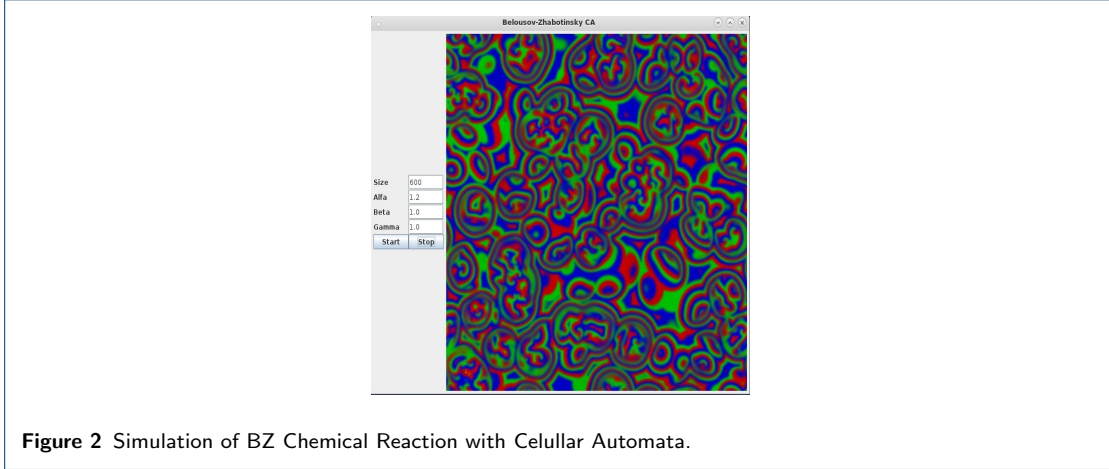 Belousov-Zhabotinsky CA
Size 600
Alfa 1.2
Beta 1.0
Gamma 1.0
Start Stop
Figure 2 Simulation of BZ Chemical Reaction with Celullar Automata.